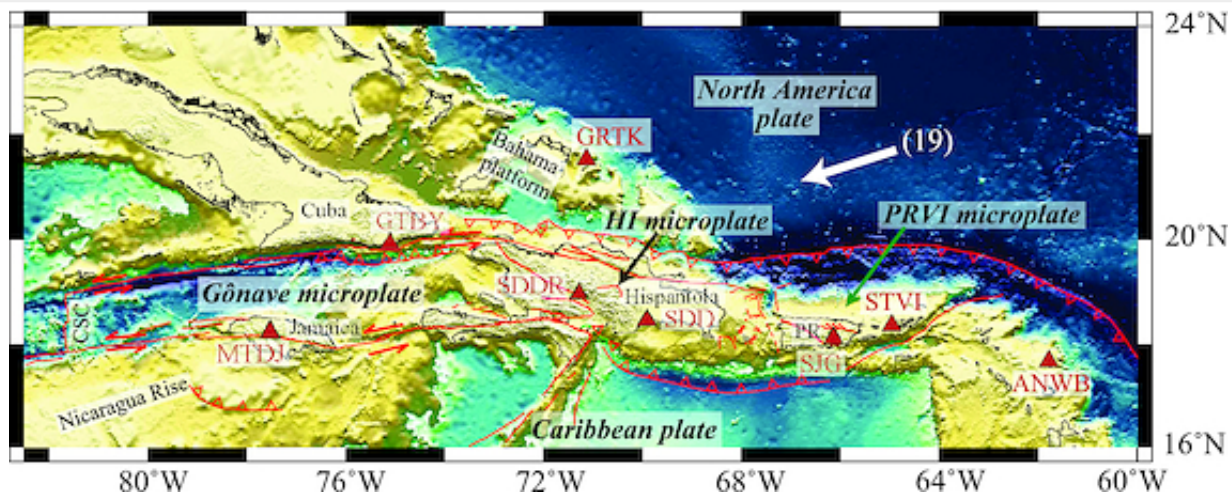 24°N
North America
plate
(19)
GRTK
Bahama
platform
Cuba
GTBY
HI microplate
PRVI microplate
20°N
SDDR
Gônave microplate
Hispaniola
STVI
CSC
SDD
Jamaica
PR
MTDJ
SJG
ANWB
Nicaragua Rise
Caribbean plate
16°N
80°W
76°W
72°W
68°W
64°W
60°W